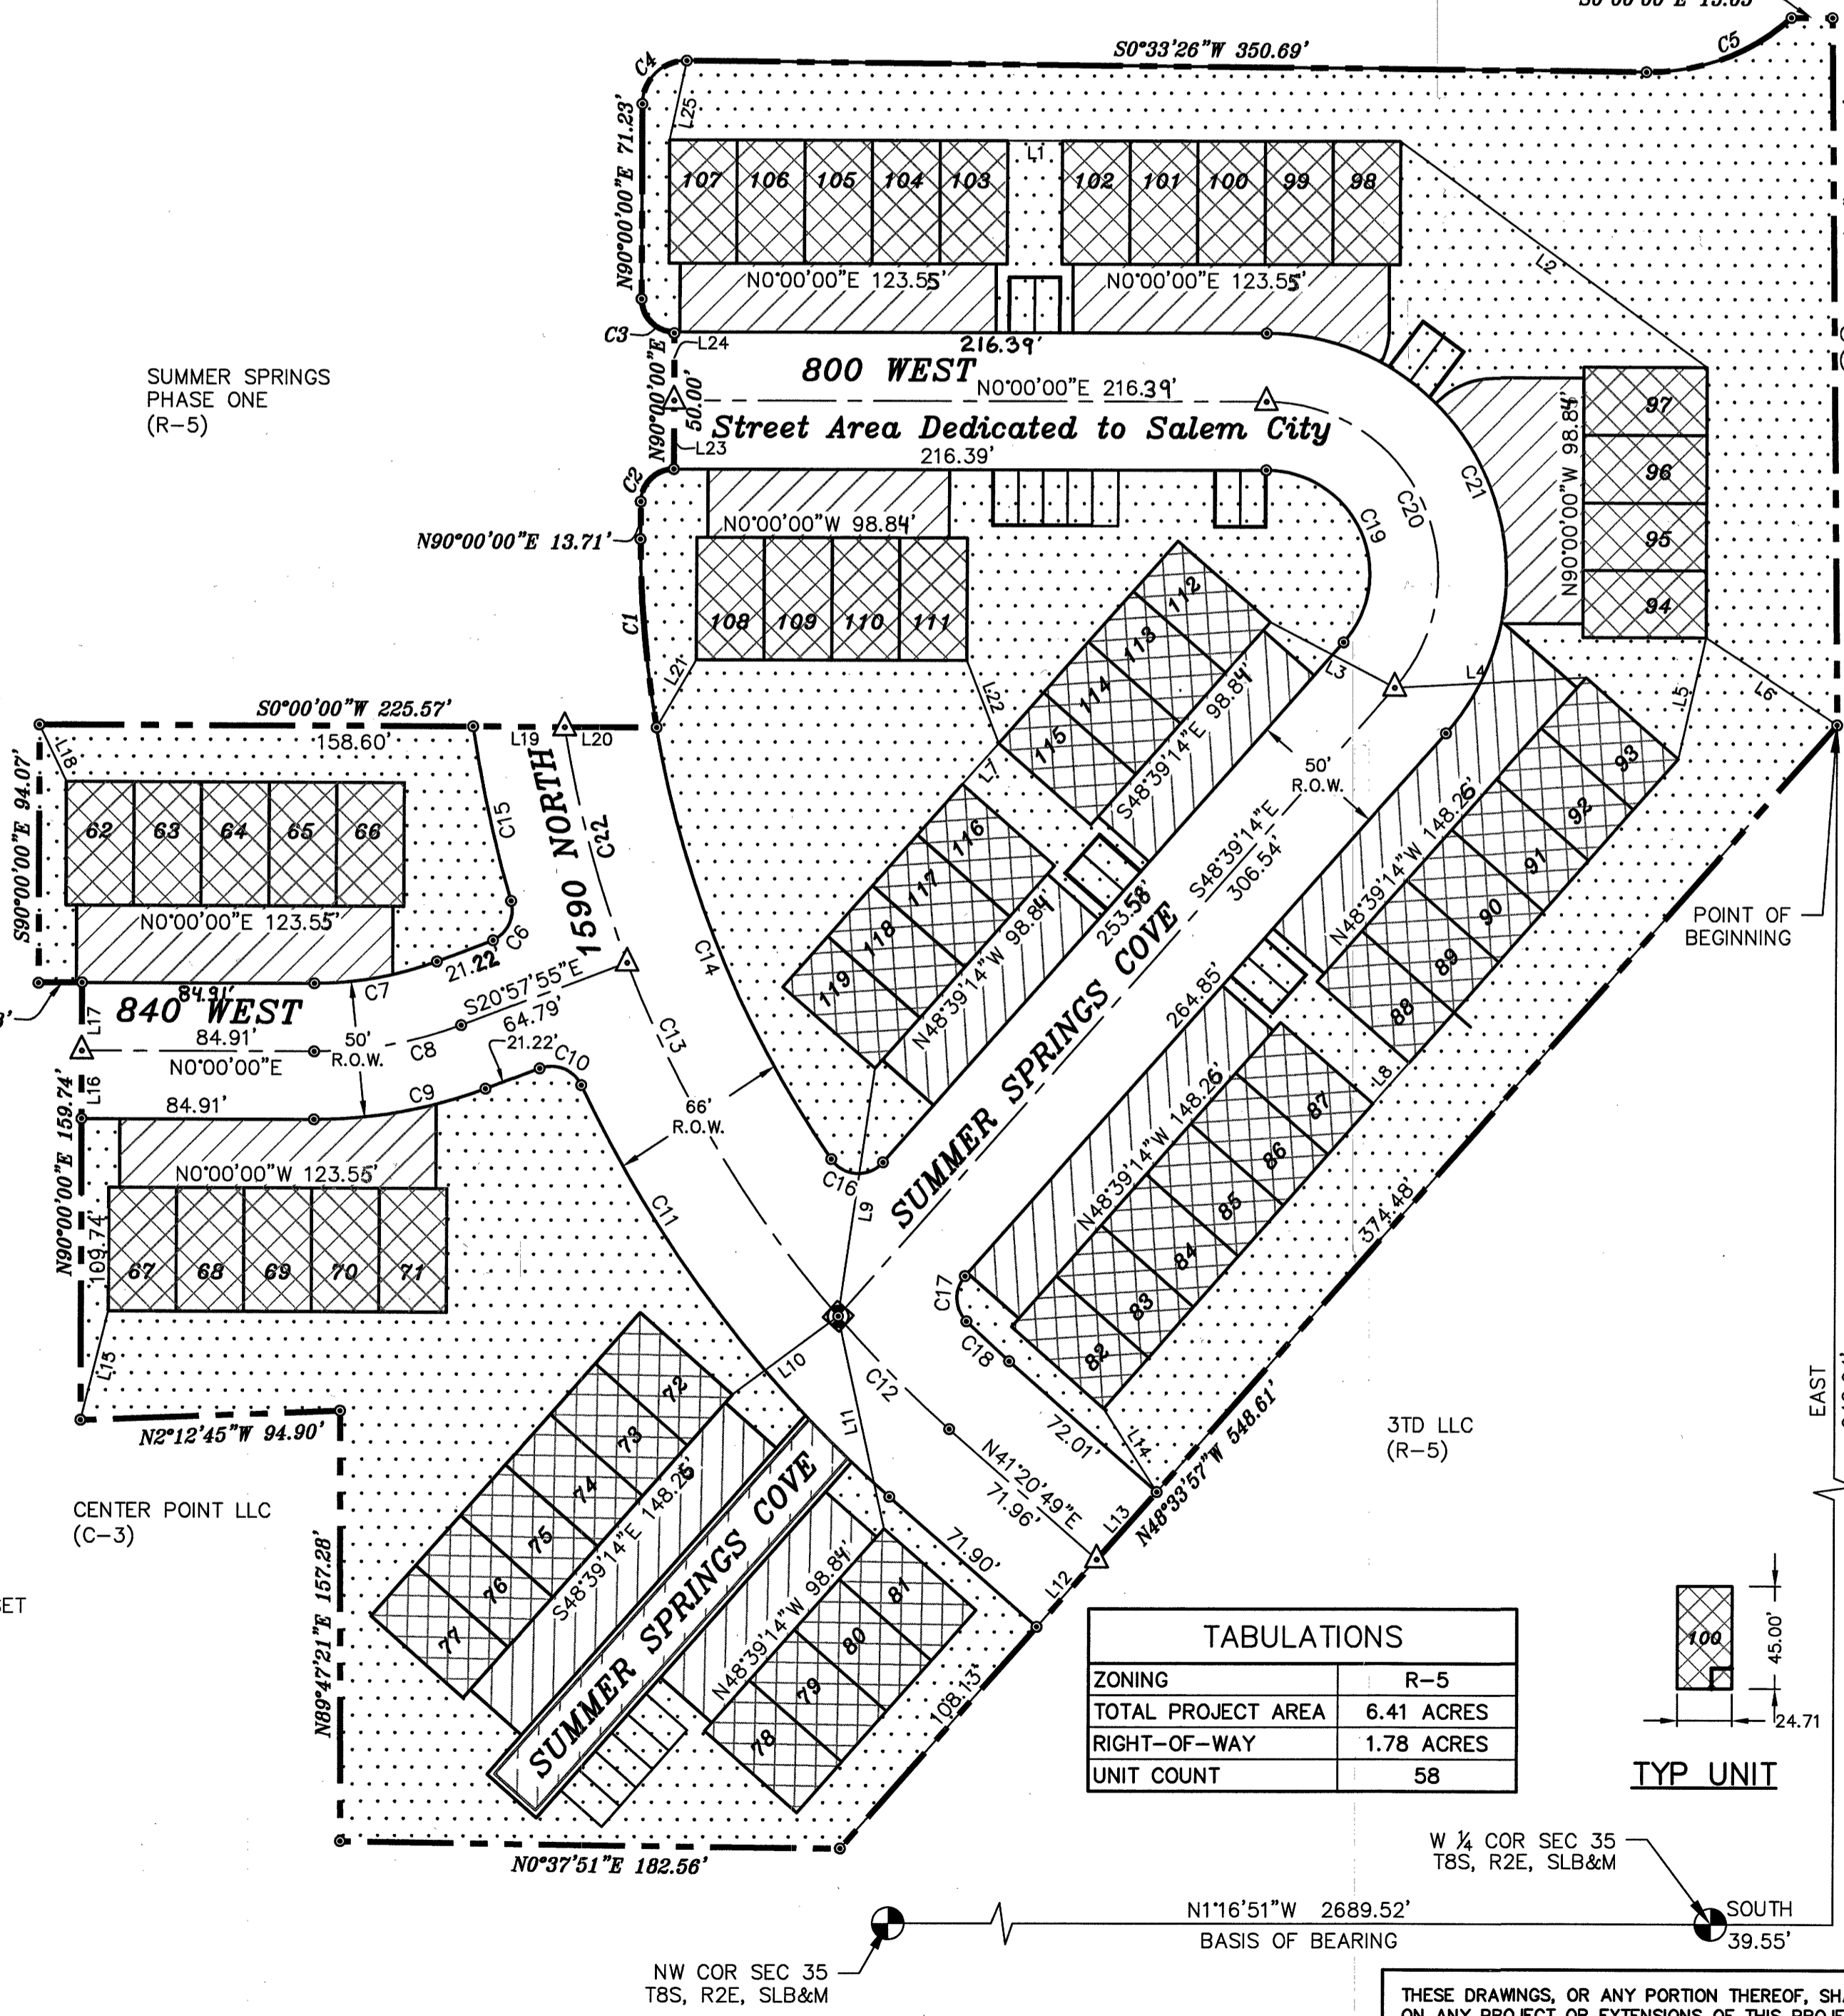 S0°33'26"W 350.69'
C5
C4
L25
N90°00'00"E 71.23'
107 106 105 104 103
L1
102 101 100 99 98
L2
N0°00'00"E 123.55'
N0°00'00"E 123.55'
C3
L24
216.39'
SUMMER SPRINGS
PHASE ONE
(R-5)
800 WEST
N0°00'00"E 216.39'
N90°00'00"E
50.00'
Street Area Dedicated to Salem City
L23
216.39'
C2
C19
C20
C21
N90°00'00"W 98.84'
97
96
95
94
N0°00'00"W 98.84'
N90°00'00"E 13.71'
C1
108 109 110 111
L21
L22
112
113
114
115
S48°39'14"E 98.84'
L3
L4
L5
L6
S0°00'00"W 225.57'
158.60'
L19
L20
L18
S90°00'00"E 94.07'
62 63 64 65 66
C15
1590 NORTH
C22
N0°00'00"E 123.55'
C6
L7
116
117
118
119
N48°39'14"W 98.84'
253.58'
C14
50'
R.O.W.
S48°39'14"E
306.54'
SUMMER SPRINGS COVE
N48°39'14"W 148.26'
93
92
91
90
89
88
POINT OF
BEGINNING
21.22'
C7
84.91'
840 WEST
S20°57'55"E
64.79'
L17
84.91'
N0°00'00"E
50'
R.O.W.
C8
21.22'
C10
C13
L16
84.91'
C9
66'
R.O.W.
264.85'
N48°39'14"W 148.26'
L8
87
86
85
84
83
82
N90°00'00"E 159.74'
109.74'
N0°00'00"W 123.55'
67 68 69 70 71
L15
C11
C16
L9
C17
C18
374.48'
N2°12'45"W 94.90'
L10
C12
L11
72.01'
L14
N41°20'49"E
71.96'
L13
N48°33'57"W 548.61'
3TD LLC
(R-5)
EAST
72
73
74
75
76
77
S48°39'14"E 148.26'
SUMMER SPRINGS COVE
N48°39'14"W 98.84'
71.90'
L12
81
80
79
78
108.13'
CENTER POINT LLC
(C-3)
N89°47'21"E 157.28'
N0°37'51"E 182.56'
TABULATIONS
ZONING R-5
TOTAL PROJECT AREA 6.41 ACRES
RIGHT-OF-WAY 1.78 ACRES
UNIT COUNT 58
100
45.00'
24.71
TYP UNIT
W ¼ COR SEC 35
T8S, R2E, SLB&M
N1°16'51"W 2689.52'
BASIS OF BEARING
SOUTH
39.55'
NW COR SEC 35
T8S, R2E, SLB&M
THESE DRAWINGS, OR ANY PORTION THEREOF,